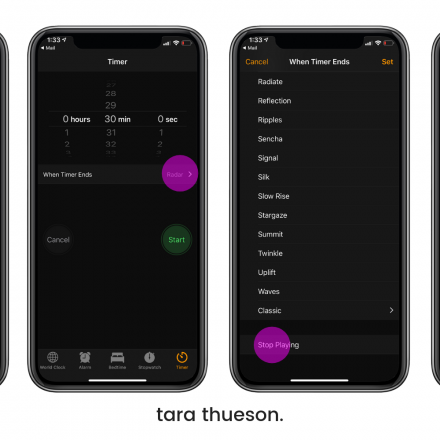 1:33
Mail
Timer
27
28
29
0 hours 30 min 0 sec
1 31 1
2 32 2
When Timer Ends Radar
Cancel Start
World Clock Alarm Bedtime Stopwatch Timer
1:33
Mail
Cancel When Timer Ends Set
Radiate
Reflection
Ripples
Sencha
Signal
Silk
Slow Rise
Stargaze
Summit
Twinkle
Uplift
Waves
Classic
Stop Playing
tara thueson.